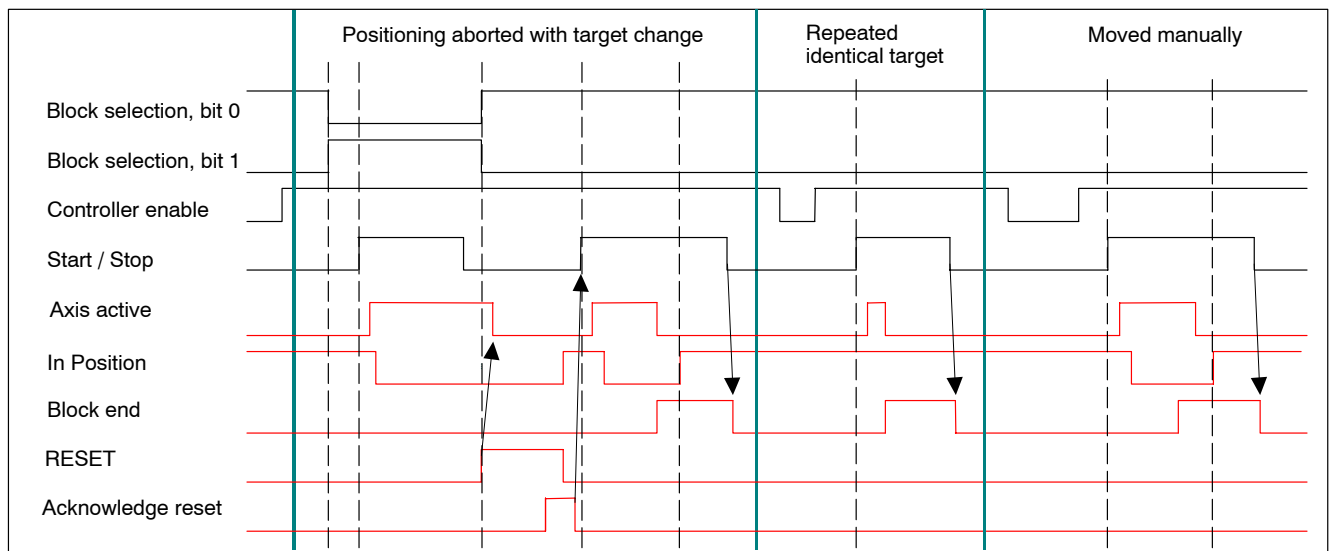 Positioning aborted with target change
Repeated
identical target
Moved manually
Block selection, bit 0
Block selection, bit 1
Controller enable
Start / Stop
Axis active
In Position
Block end
RESET
Acknowledge reset